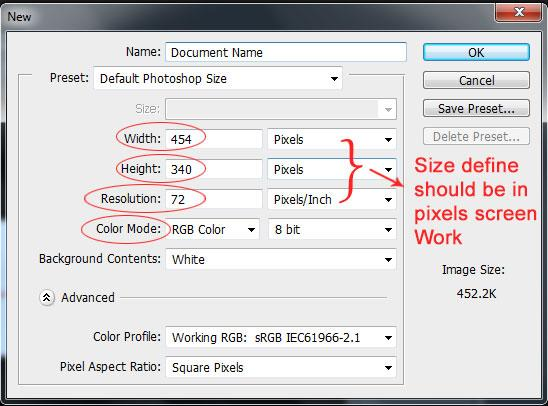 New
Name: Document Name
OK
Preset: Default Photoshop Size
Cancel
Size:
Save Preset...
Width: 454 Pixels
Delete Preset...
Height: 340 Pixels
Resolution: 72 Pixels/Inch
Size define
should be in
pixels screen
Work
Color Mode: RGB Color 8 bit
Background Contents: White
Image Size:
452.2K
Advanced
Color Profile: Working RGB: sRGB IEC61966-2.1
Pixel Aspect Ratio: Square Pixels